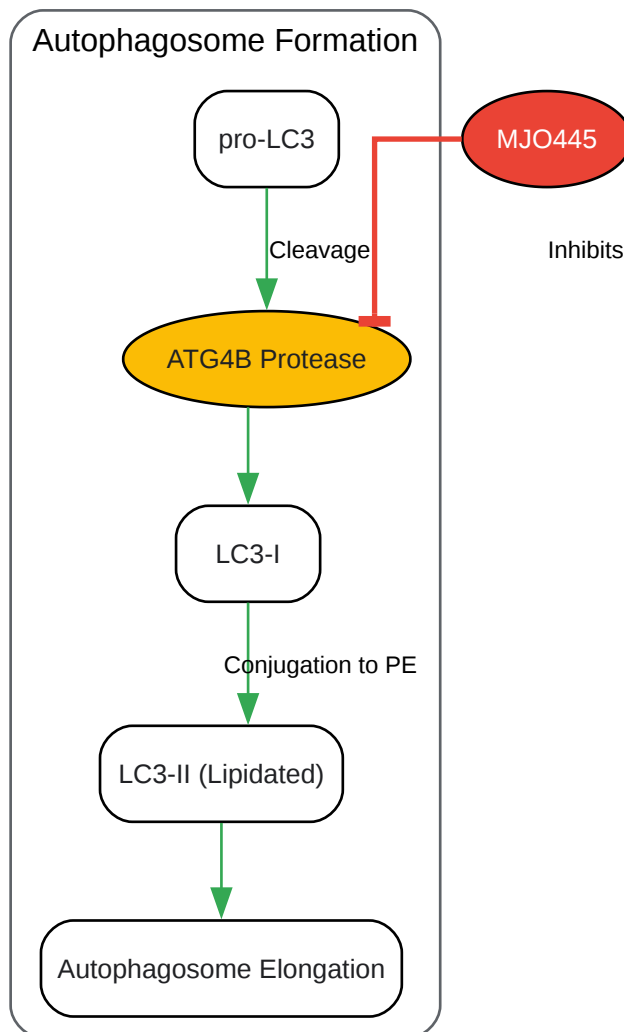 Autophagosome Formation
pro-LC3
MJO445
Cleavage
Inhibits
ATG4B Protease
LC3-I
Conjugation to PE
LC3-II (Lipidated)
Autophagosome Elongation